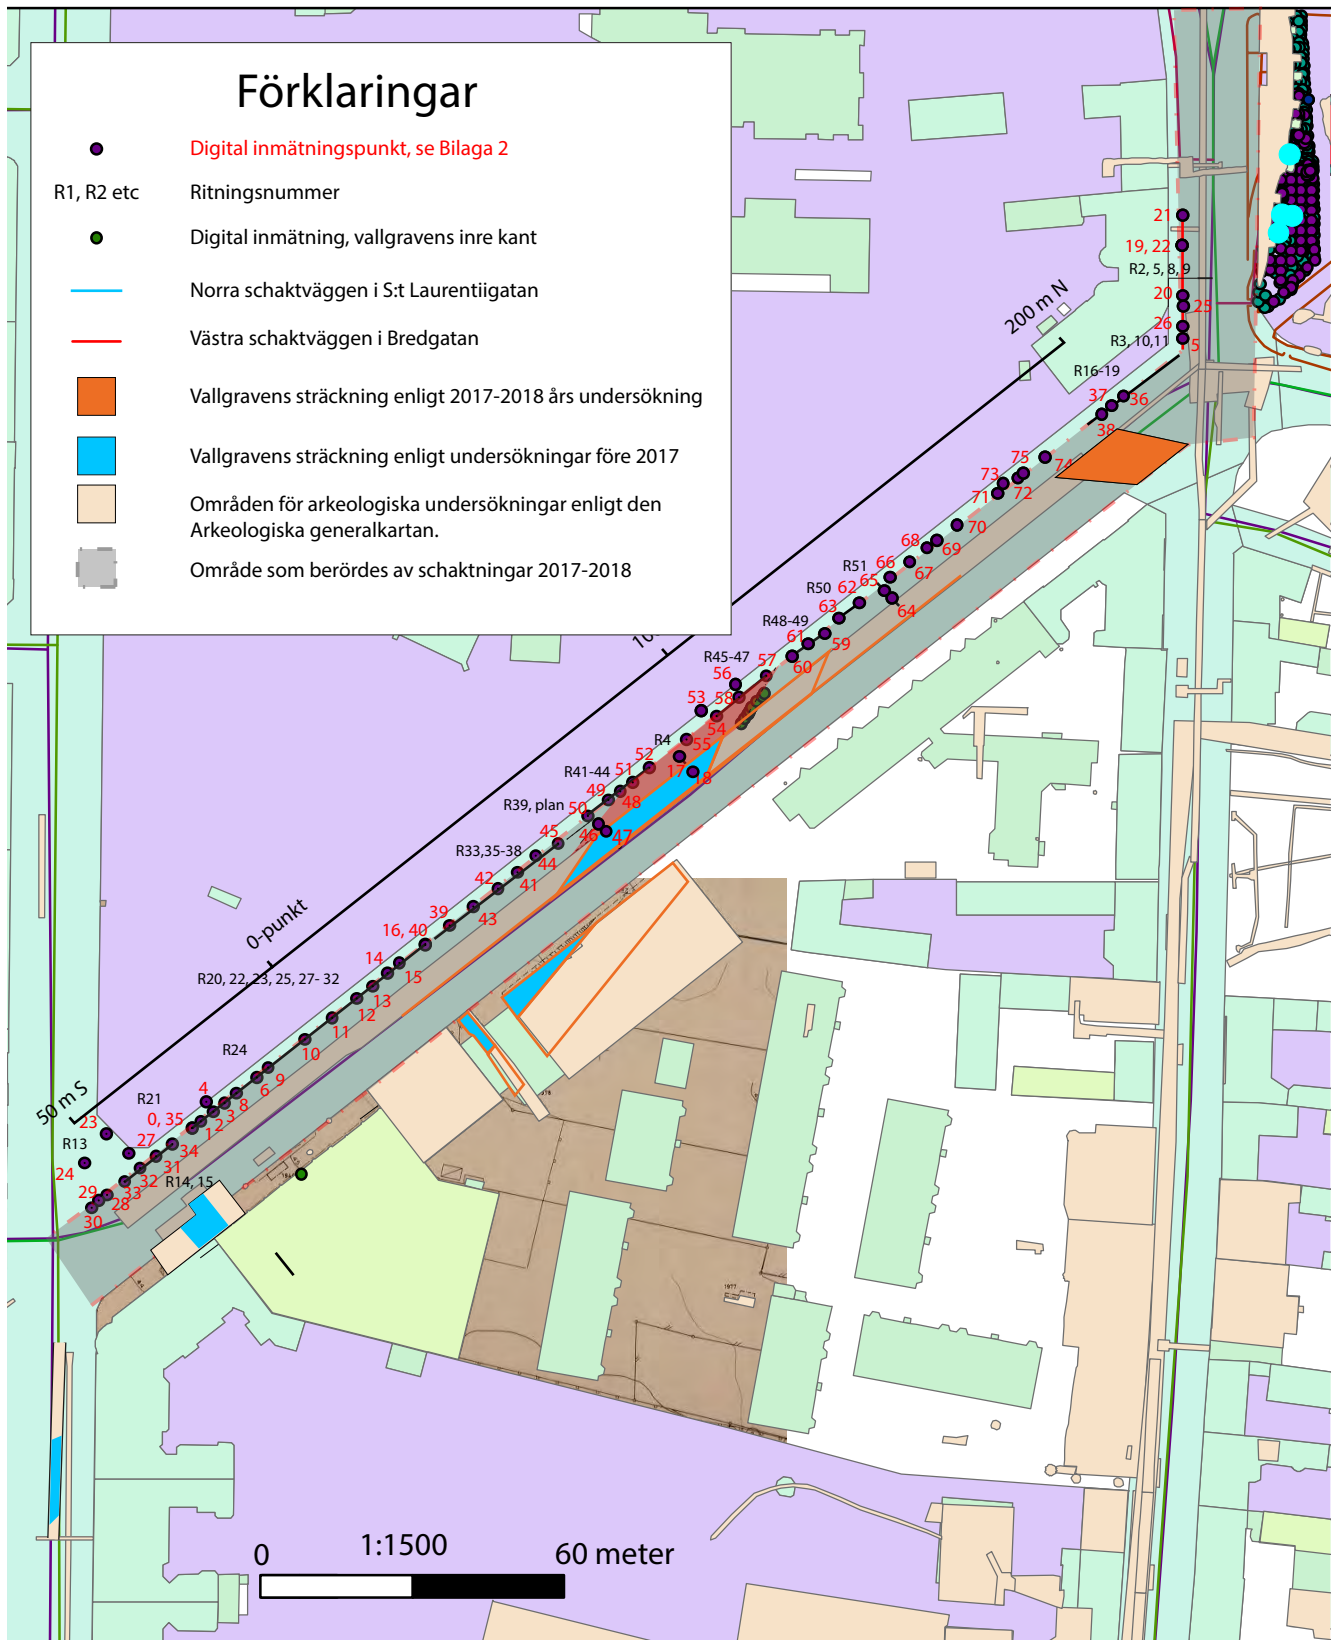 Förklaringar
Digital inmätningspunkt, se Bilaga 2
R1, R2 etc Ritningsnummer
Digital inmätning, vallgravens inre kant
Norra schaktväggen i S:t Laurentiigatan
Västra schaktväggen i Bredgatan
Vallgravens sträckning enligt 2017-2018 års undersökning
Vallgravens sträckning enligt undersökningar före 2017
Områden för arkeologiska undersökningar enligt den
Arkeologiska generalkartan.
Område som berördes av schaktningar 2017-2018
21
19, 22
R2, 5, 8, 9
20
25
26
R3, 10,11
5
200 m N
R16-19
37
36
38
75
74
73
72
71
70
68
69
R51
66
67
65
R50
62
64
63
R48-49
61
59
60
R45-47
57
56
58
53
54
R4
55
52
17
18
R41-44
51
49
48
R39, plan
50
46
47
45
R33,35-38
44
42
41
39
43
16, 40
0-punkt
14
15
R20, 22, 23, 25, 27- 32
13
12
11
R24
10
9
6
4
8
50 m S
R21
3
0, 35
2
23
1
27
34
R13
31
24
R14, 15
32
33
29
28
30
1977
0
1:1500
60 meter